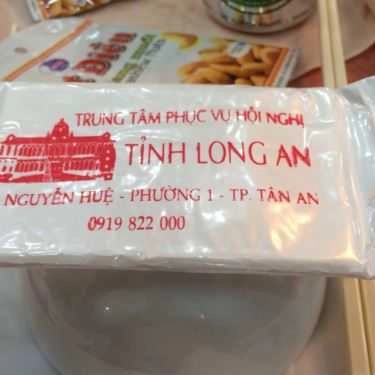 Điều
TRUNG TÂM PHỤC VỤ HỘI NGHỊ
TỈNH LONG AN
NGUYỄN HUỆ - PHƯỜNG 1 - TP. TÂN AN
0919 822 000